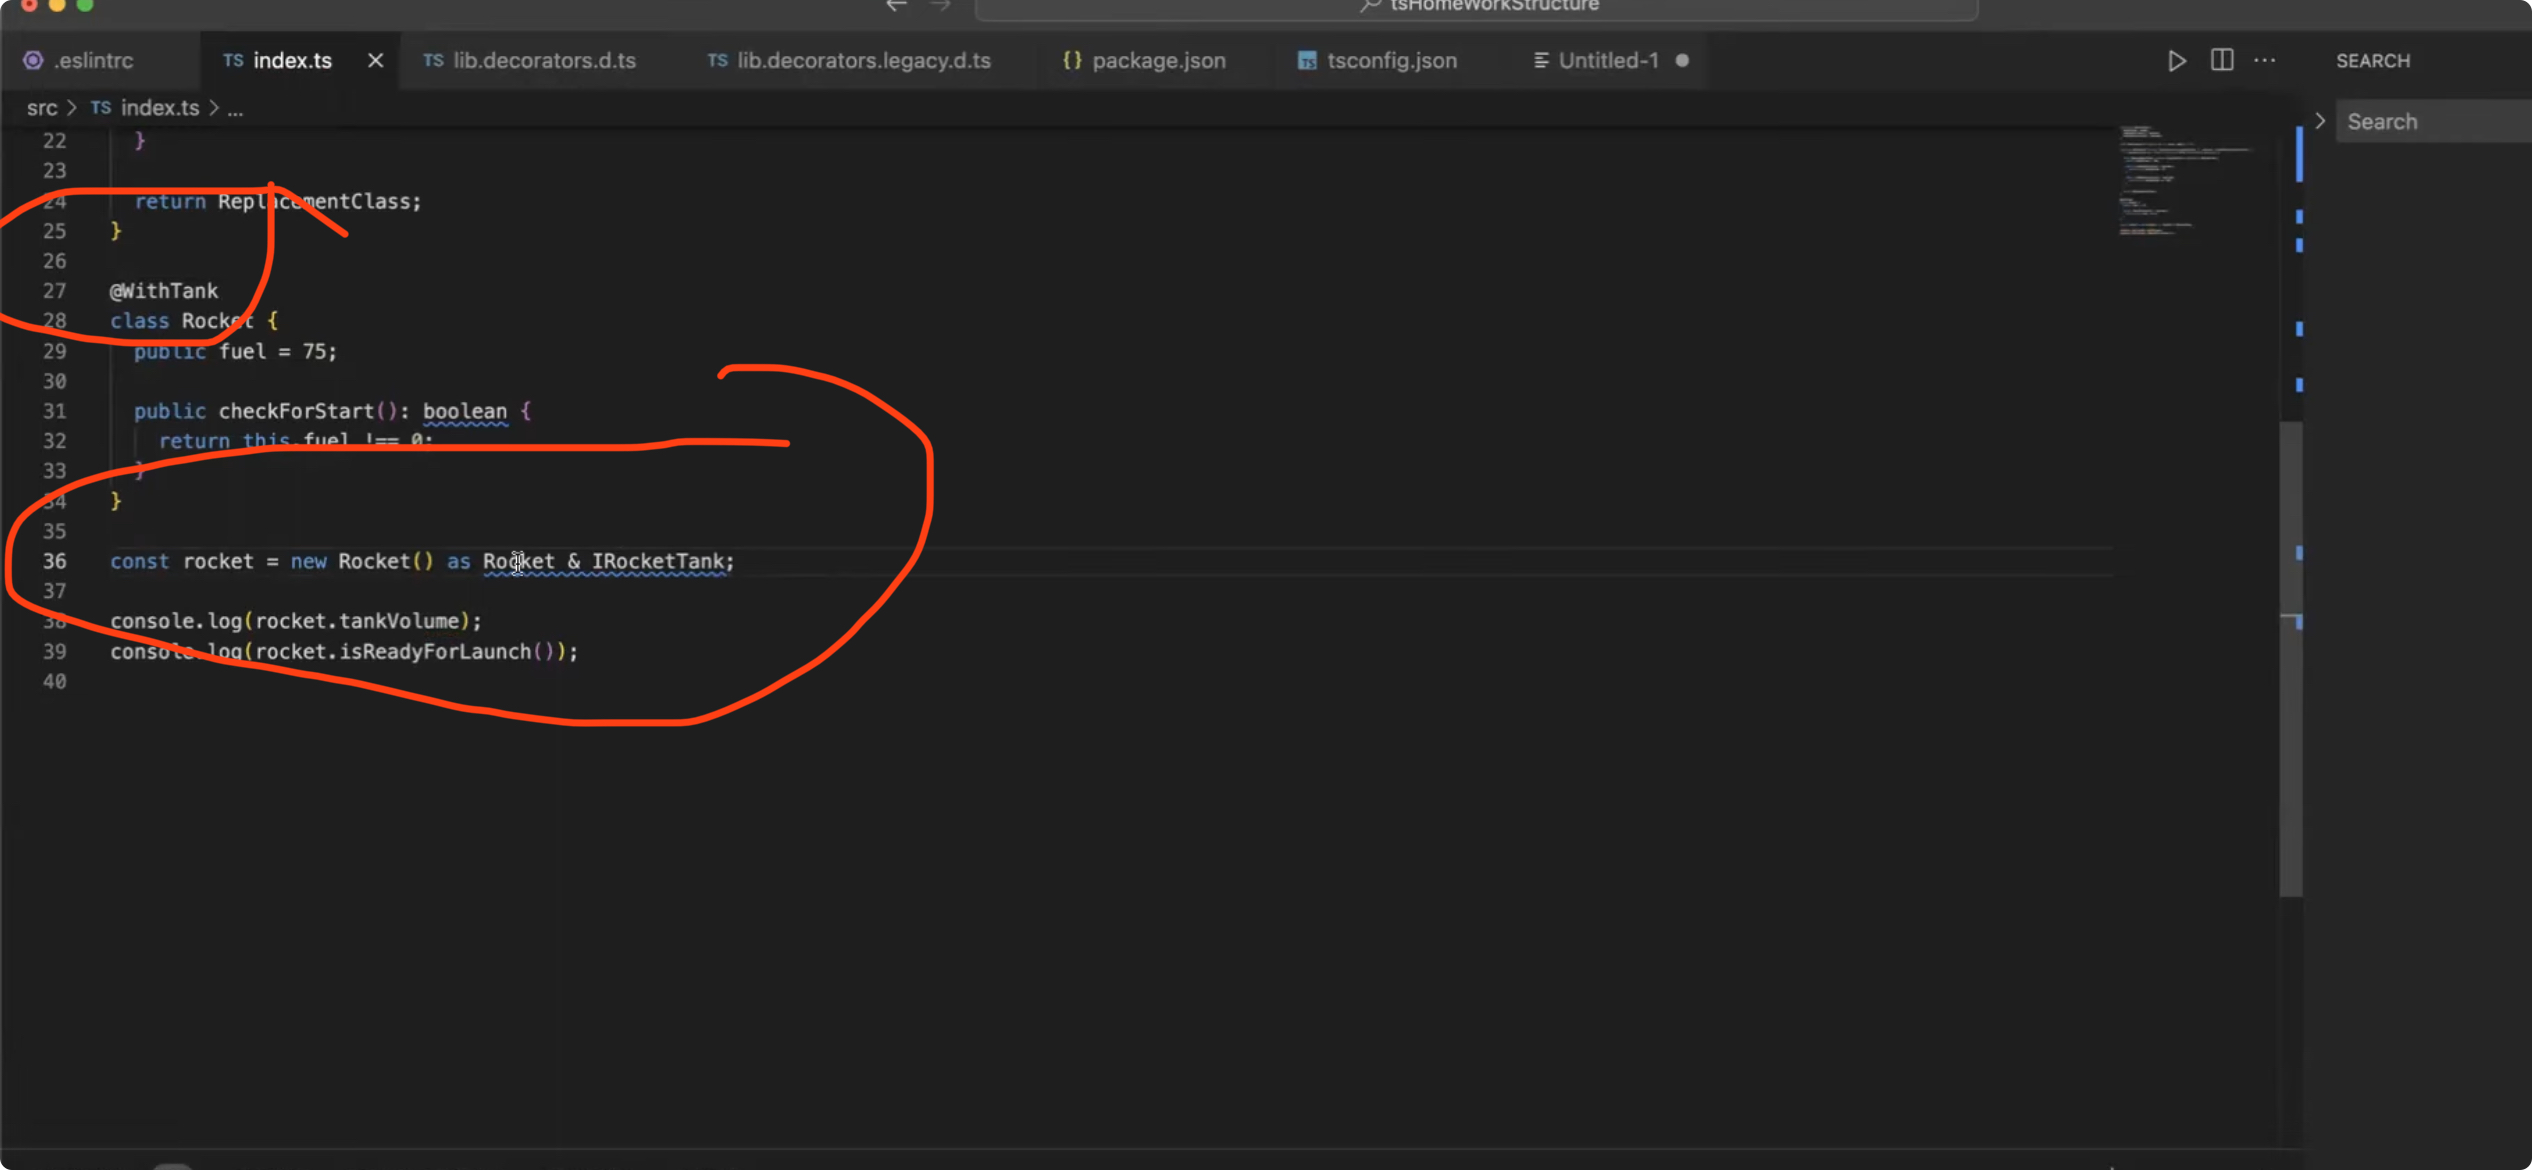 tsHomeWorkStructure
.eslintrc
TS index.ts
TS lib.decorators.d.ts
TS lib.decorators.legacy.d.ts
{} package.json
TS tsconfig.json
Untitled-1
SEARCH
src > TS index.ts > ...
Search
22 }
23
24 return ReplacementClass;
25 }
26
27 @WithTank
28 class Rocket {
29 public fuel = 75;
30
31 public checkForStart(): boolean {
32 return this.fuel !== 0;
33 }
34 }
35
36 const rocket = new Rocket() as Rocket & IRocketTank;
37
38 console.log(rocket.tankVolume);
39 console.log(rocket.isReadyForLaunch());
40